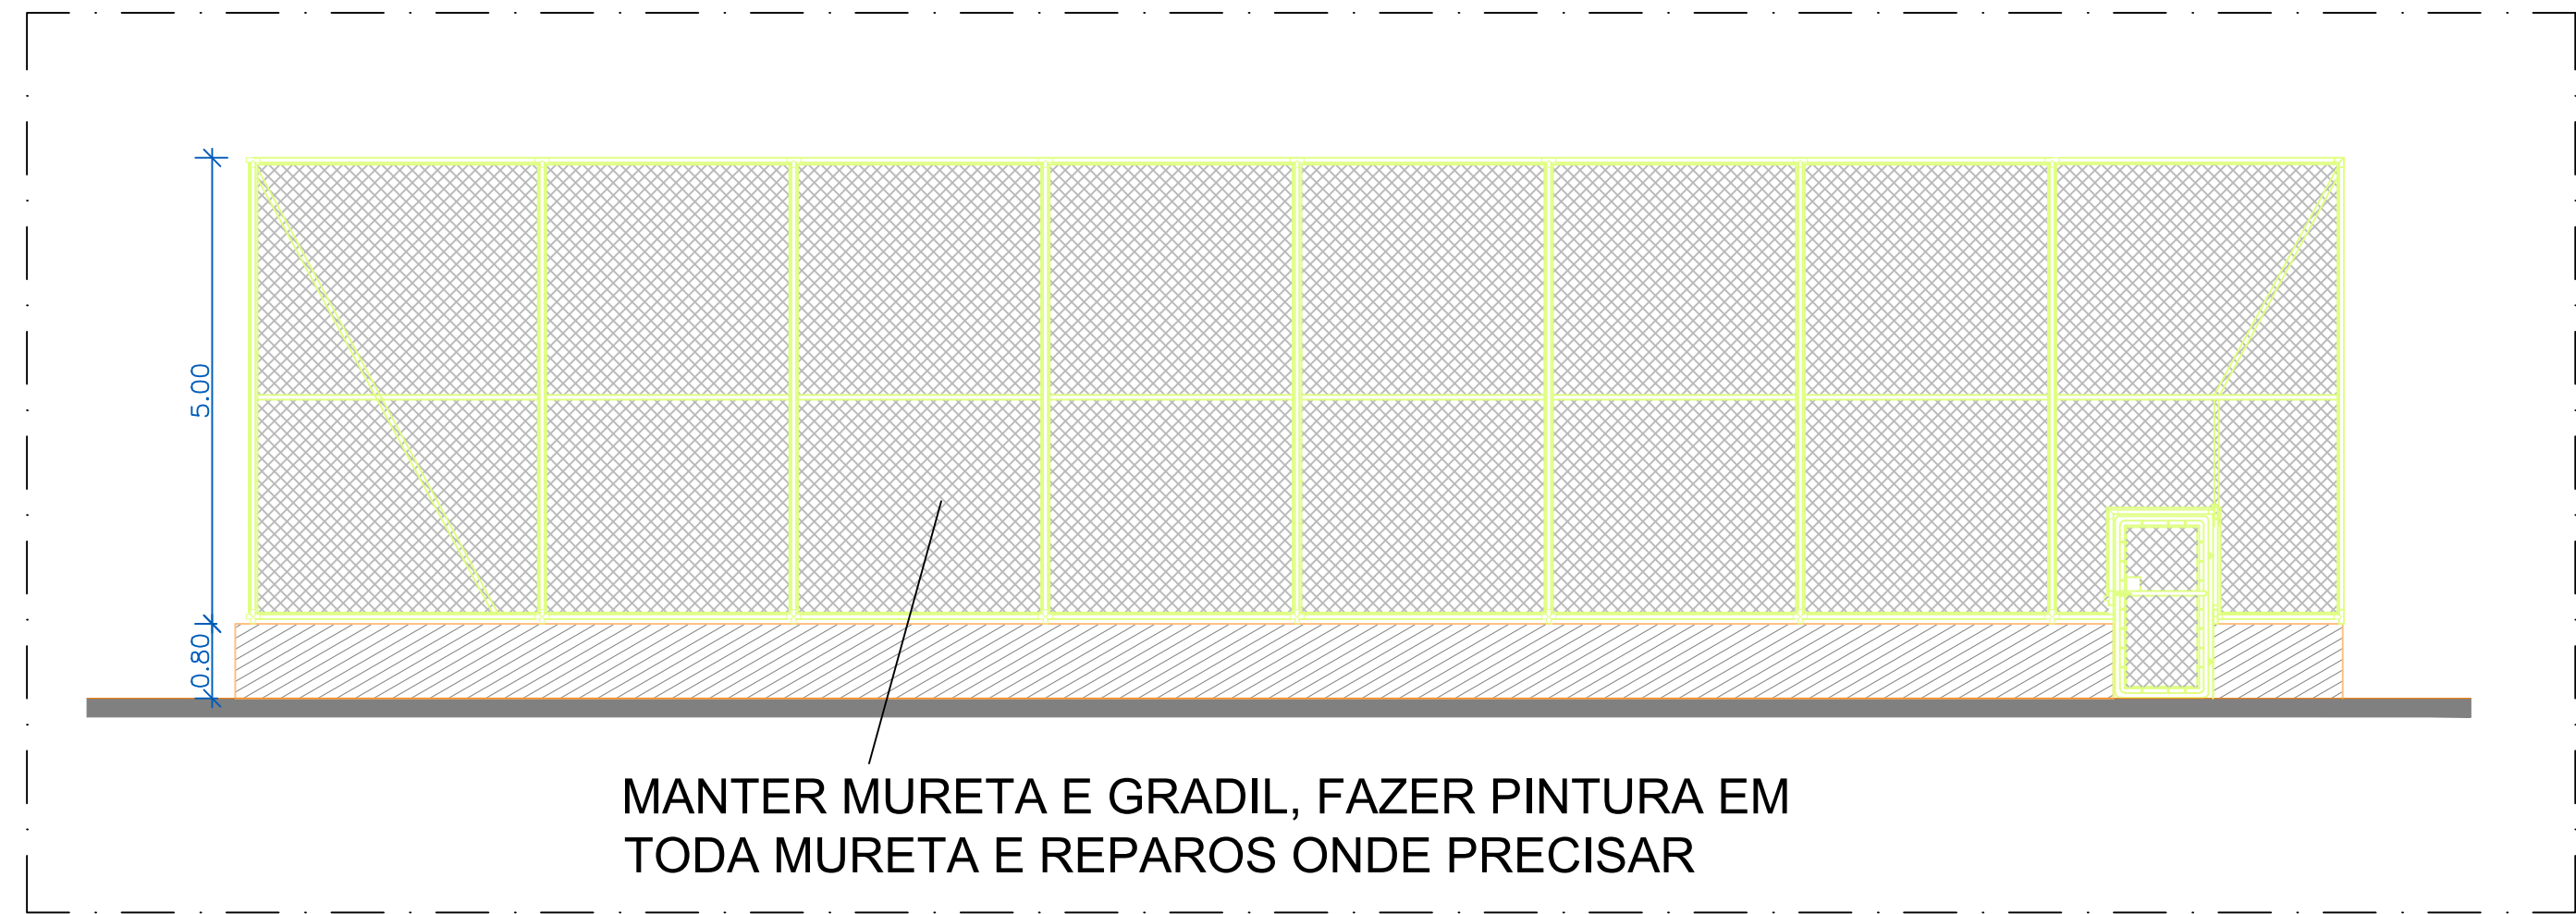 5.00
0.80
MANTER MURETA E GRADIL, FAZER PINTURA EM
TODA MURETA E REPAROS ONDE PRECISAR